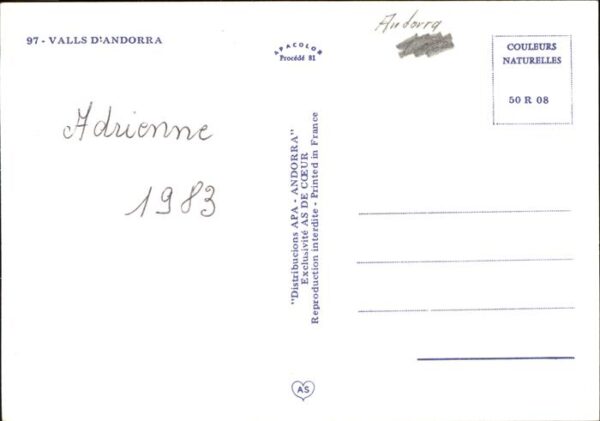 97 - VALLS D'ANDORRA
Adrienne
1983
APACOLOR
Procédé 81
"Distribucions APA - ANDORRA"
Exclusivité AS DE CŒUR
Reproduction interdite - Printed in France
AS
Andorra
COULEURS
NATURELLES
50 R 08